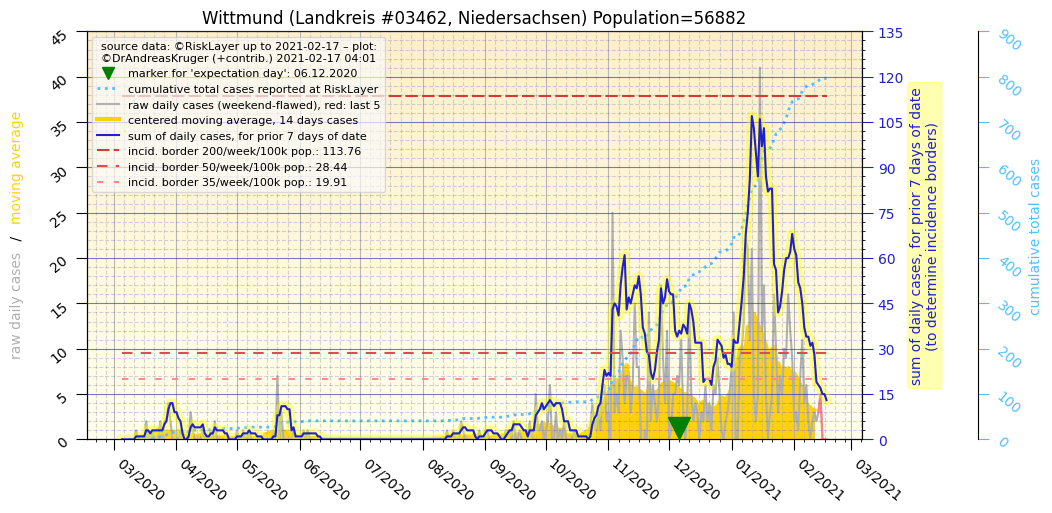 Wittmund (Landkreis #03462, Niedersachsen) Population=56882
source data: ©RiskLayer up to 2021-02-17 – plot:
©DrAndreasKruger (+contrib.) 2021-02-17 04:01
marker for 'expectation day': 06.12.2020
cumulative total cases reported at RiskLayer
raw daily cases (weekend-flawed), red: last 5
centered moving average, 14 days cases
sum of daily cases, for prior 7 days of date
incid. border 200/week/100k pop.: 113.76
incid. border 50/week/100k pop.: 28.44
incid. border 35/week/100k pop.: 19.91
raw daily cases / moving average
45
40
35
30
25
20
15
10
5
0
03/2020
04/2020
05/2020
06/2020
07/2020
08/2020
09/2020
10/2020
11/2020
12/2020
01/2021
02/2021
03/2021
135
120
105
90
75
60
45
30
15
0
sum of daily cases, for prior 7 days of date
(to determine incidence borders)
900
800
700
600
500
400
300
200
100
0
cumulative total cases